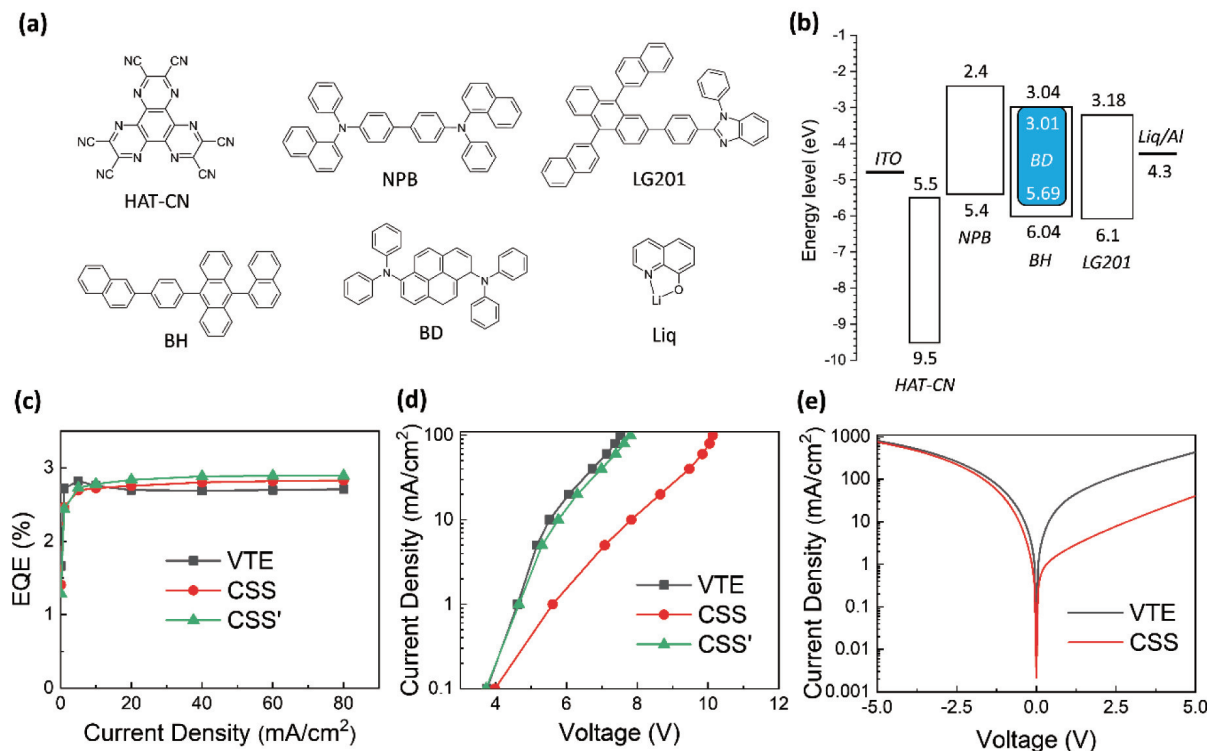 (a)
CN CN
N N
NC N N CN
N N
NC CN
HAT-CN
N N
NPB
N
N
LG201
BH
N
N
BD
N O
Li
Liq
(b)
Energy level (eV)
-1
-2
-3
-4
-5
-6
-7
-8
-9
-10
ITO
5.5
9.5
HAT-CN
2.4
5.4
NPB
3.04
3.01
BD
5.69
6.04
BH
3.18
6.1
LG201
Liq/Al
4.3
(c)
EQE (%)
3
2
1
0
0 20 40 60 80
Current Density (mA/cm²)
VTE
CSS
CSS'
(d)
Current Density (mA/cm²)
100
10
1
0.1
4 6 8 10 12
Voltage (V)
VTE
CSS
CSS'
(e)
Current Density (mA/cm²)
1000
100
10
1
0.1
0.01
0.001
-5.0 -2.5 0.0 2.5 5.0
Voltage (V)
VTE
CSS